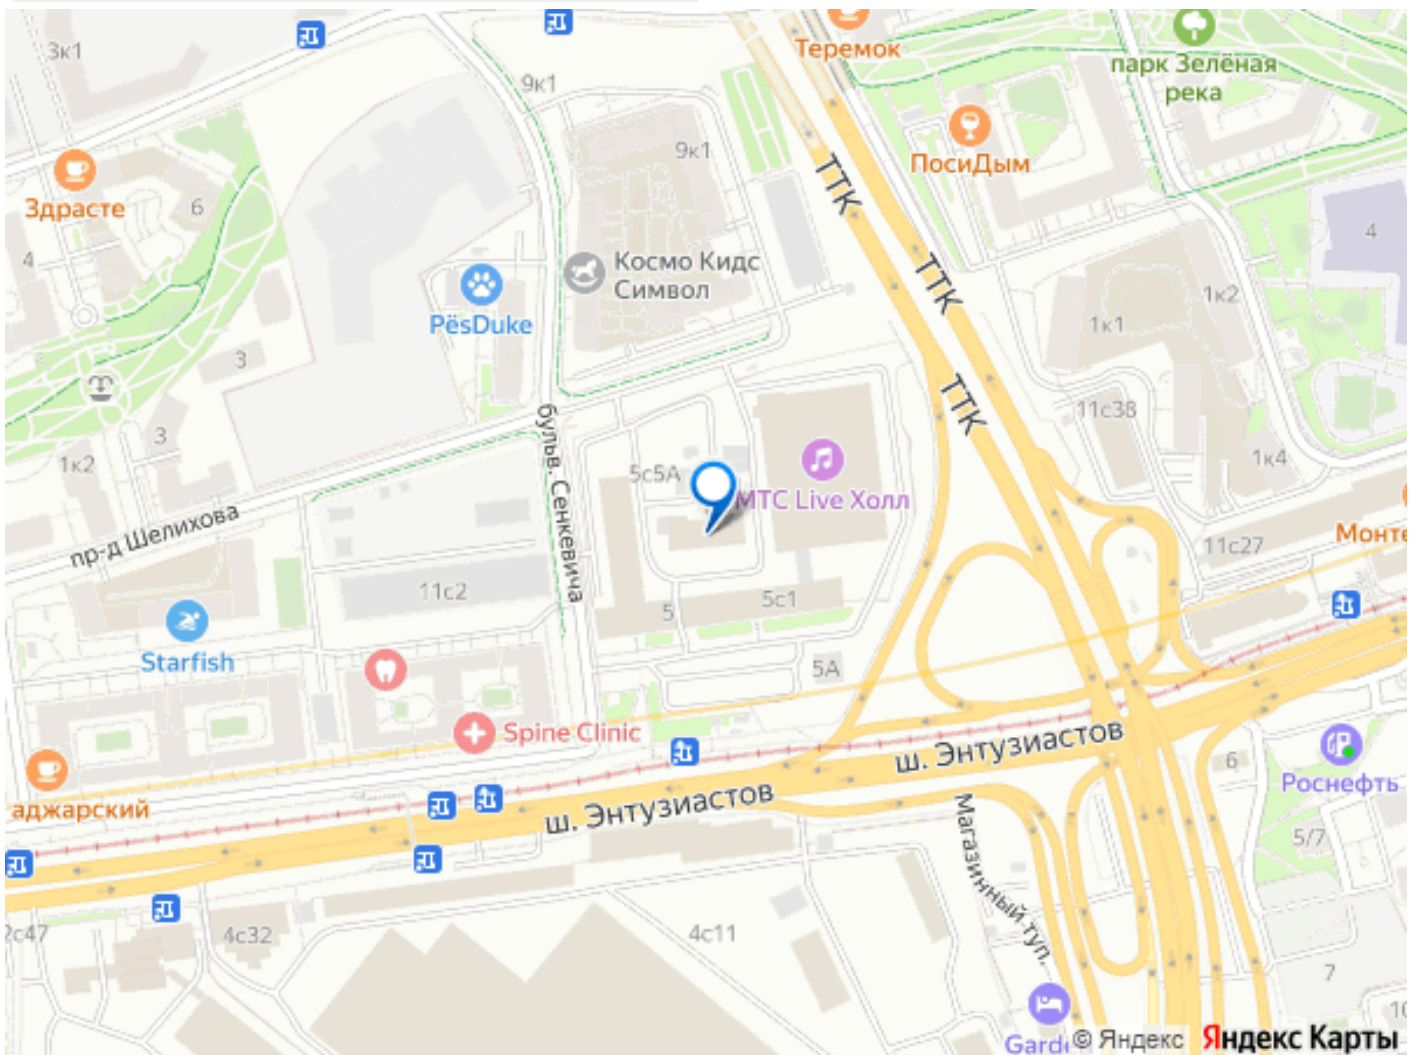 3к1
9к1
Теремок
парк Зелёная
река
9к1
ТТК
ПосиДым
Здрасте
6
4
4
Космо Кидс
Символ
ТТК
1к2
1к1
PёsDuke
3
ТТК
11с38
бульв. Сенкевича
3
1к2
5с5А
МТС Live Холл
1к4
пр-д Шелихова
11с27
Монте
11с2
5
5с1
Starfish
5А
Spine Clinic
ш. Энтузиастов
6
Роснефть
аджарский
ш. Энтузиастов
Магазинный туп.
5/7
2с47
4с32
4с11
7
10
Garde
© Яндекс
Яндекс Карты